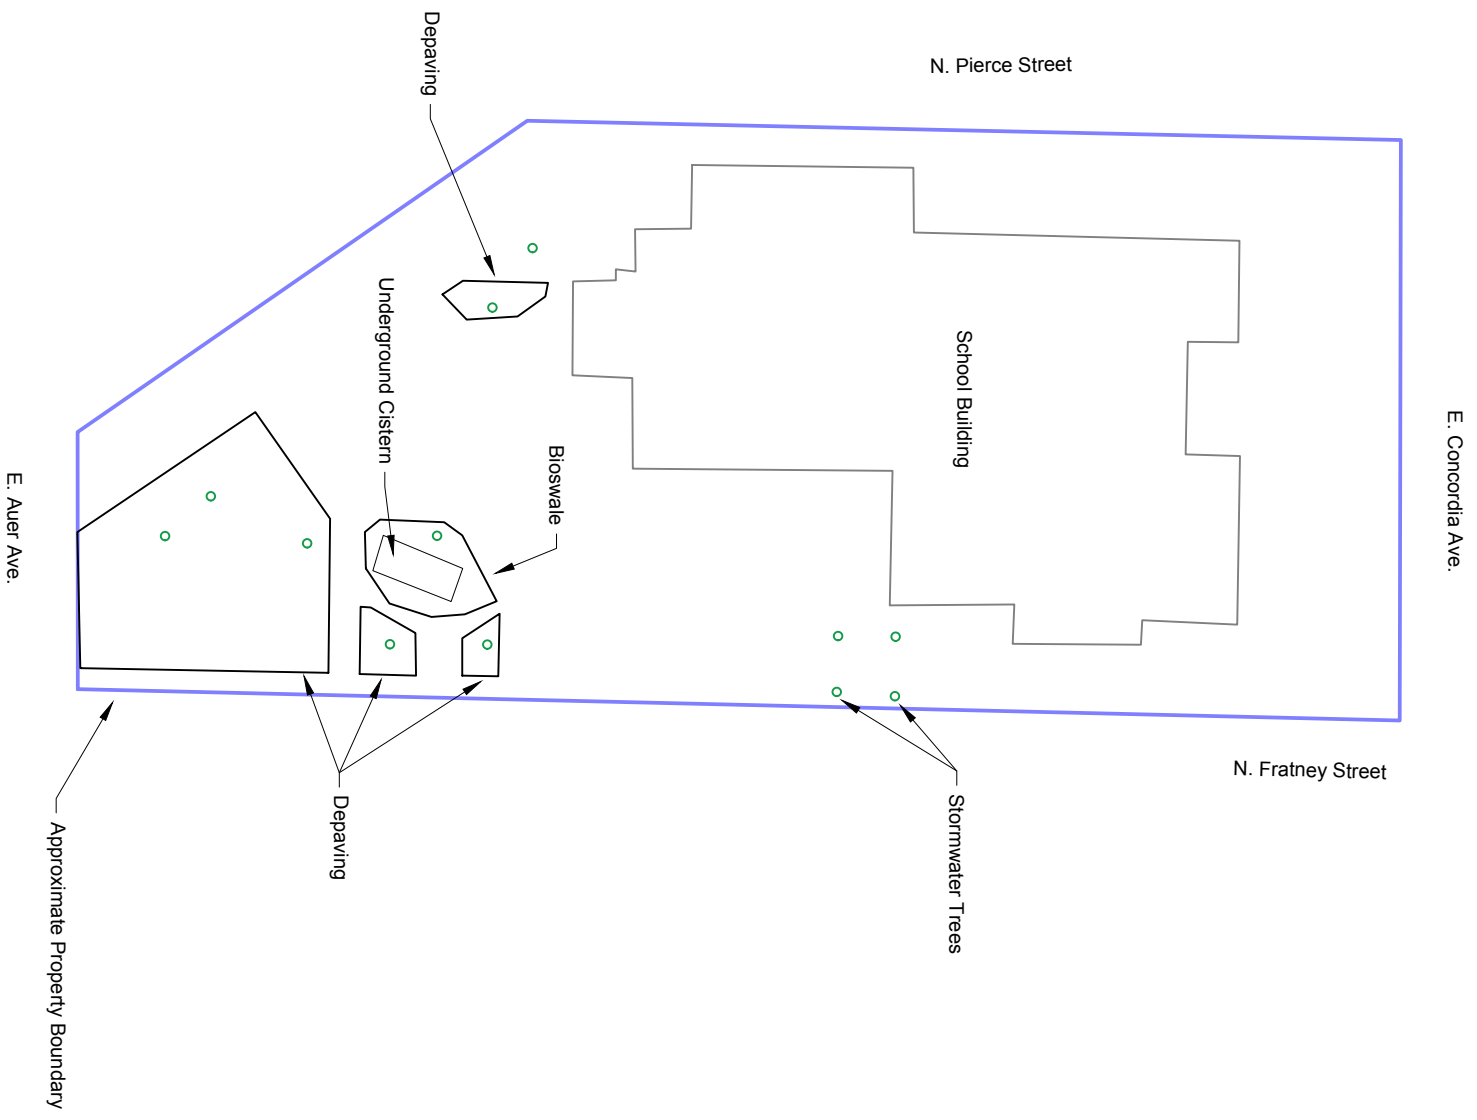 Depaving
N. Pierce Street
Underground Cistern
School Building
Bioswale
E. Concordia Ave.
E. Auer Ave.
N. Fratney Street
Depaving
Stormwater Trees
Approximate Property Boundary